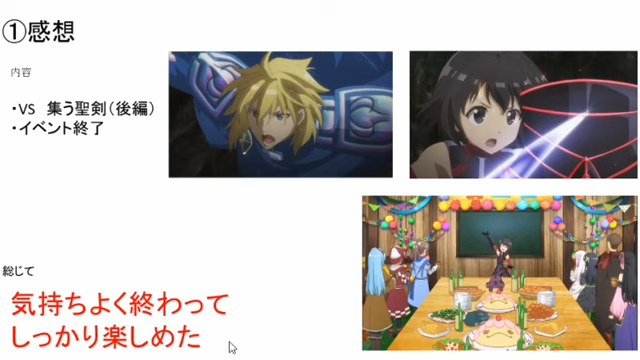 ①感想
内容
・VS　集う聖剣（後編）
・イベント終了
総じて
気持ちよく終わって
しっかり楽しめた